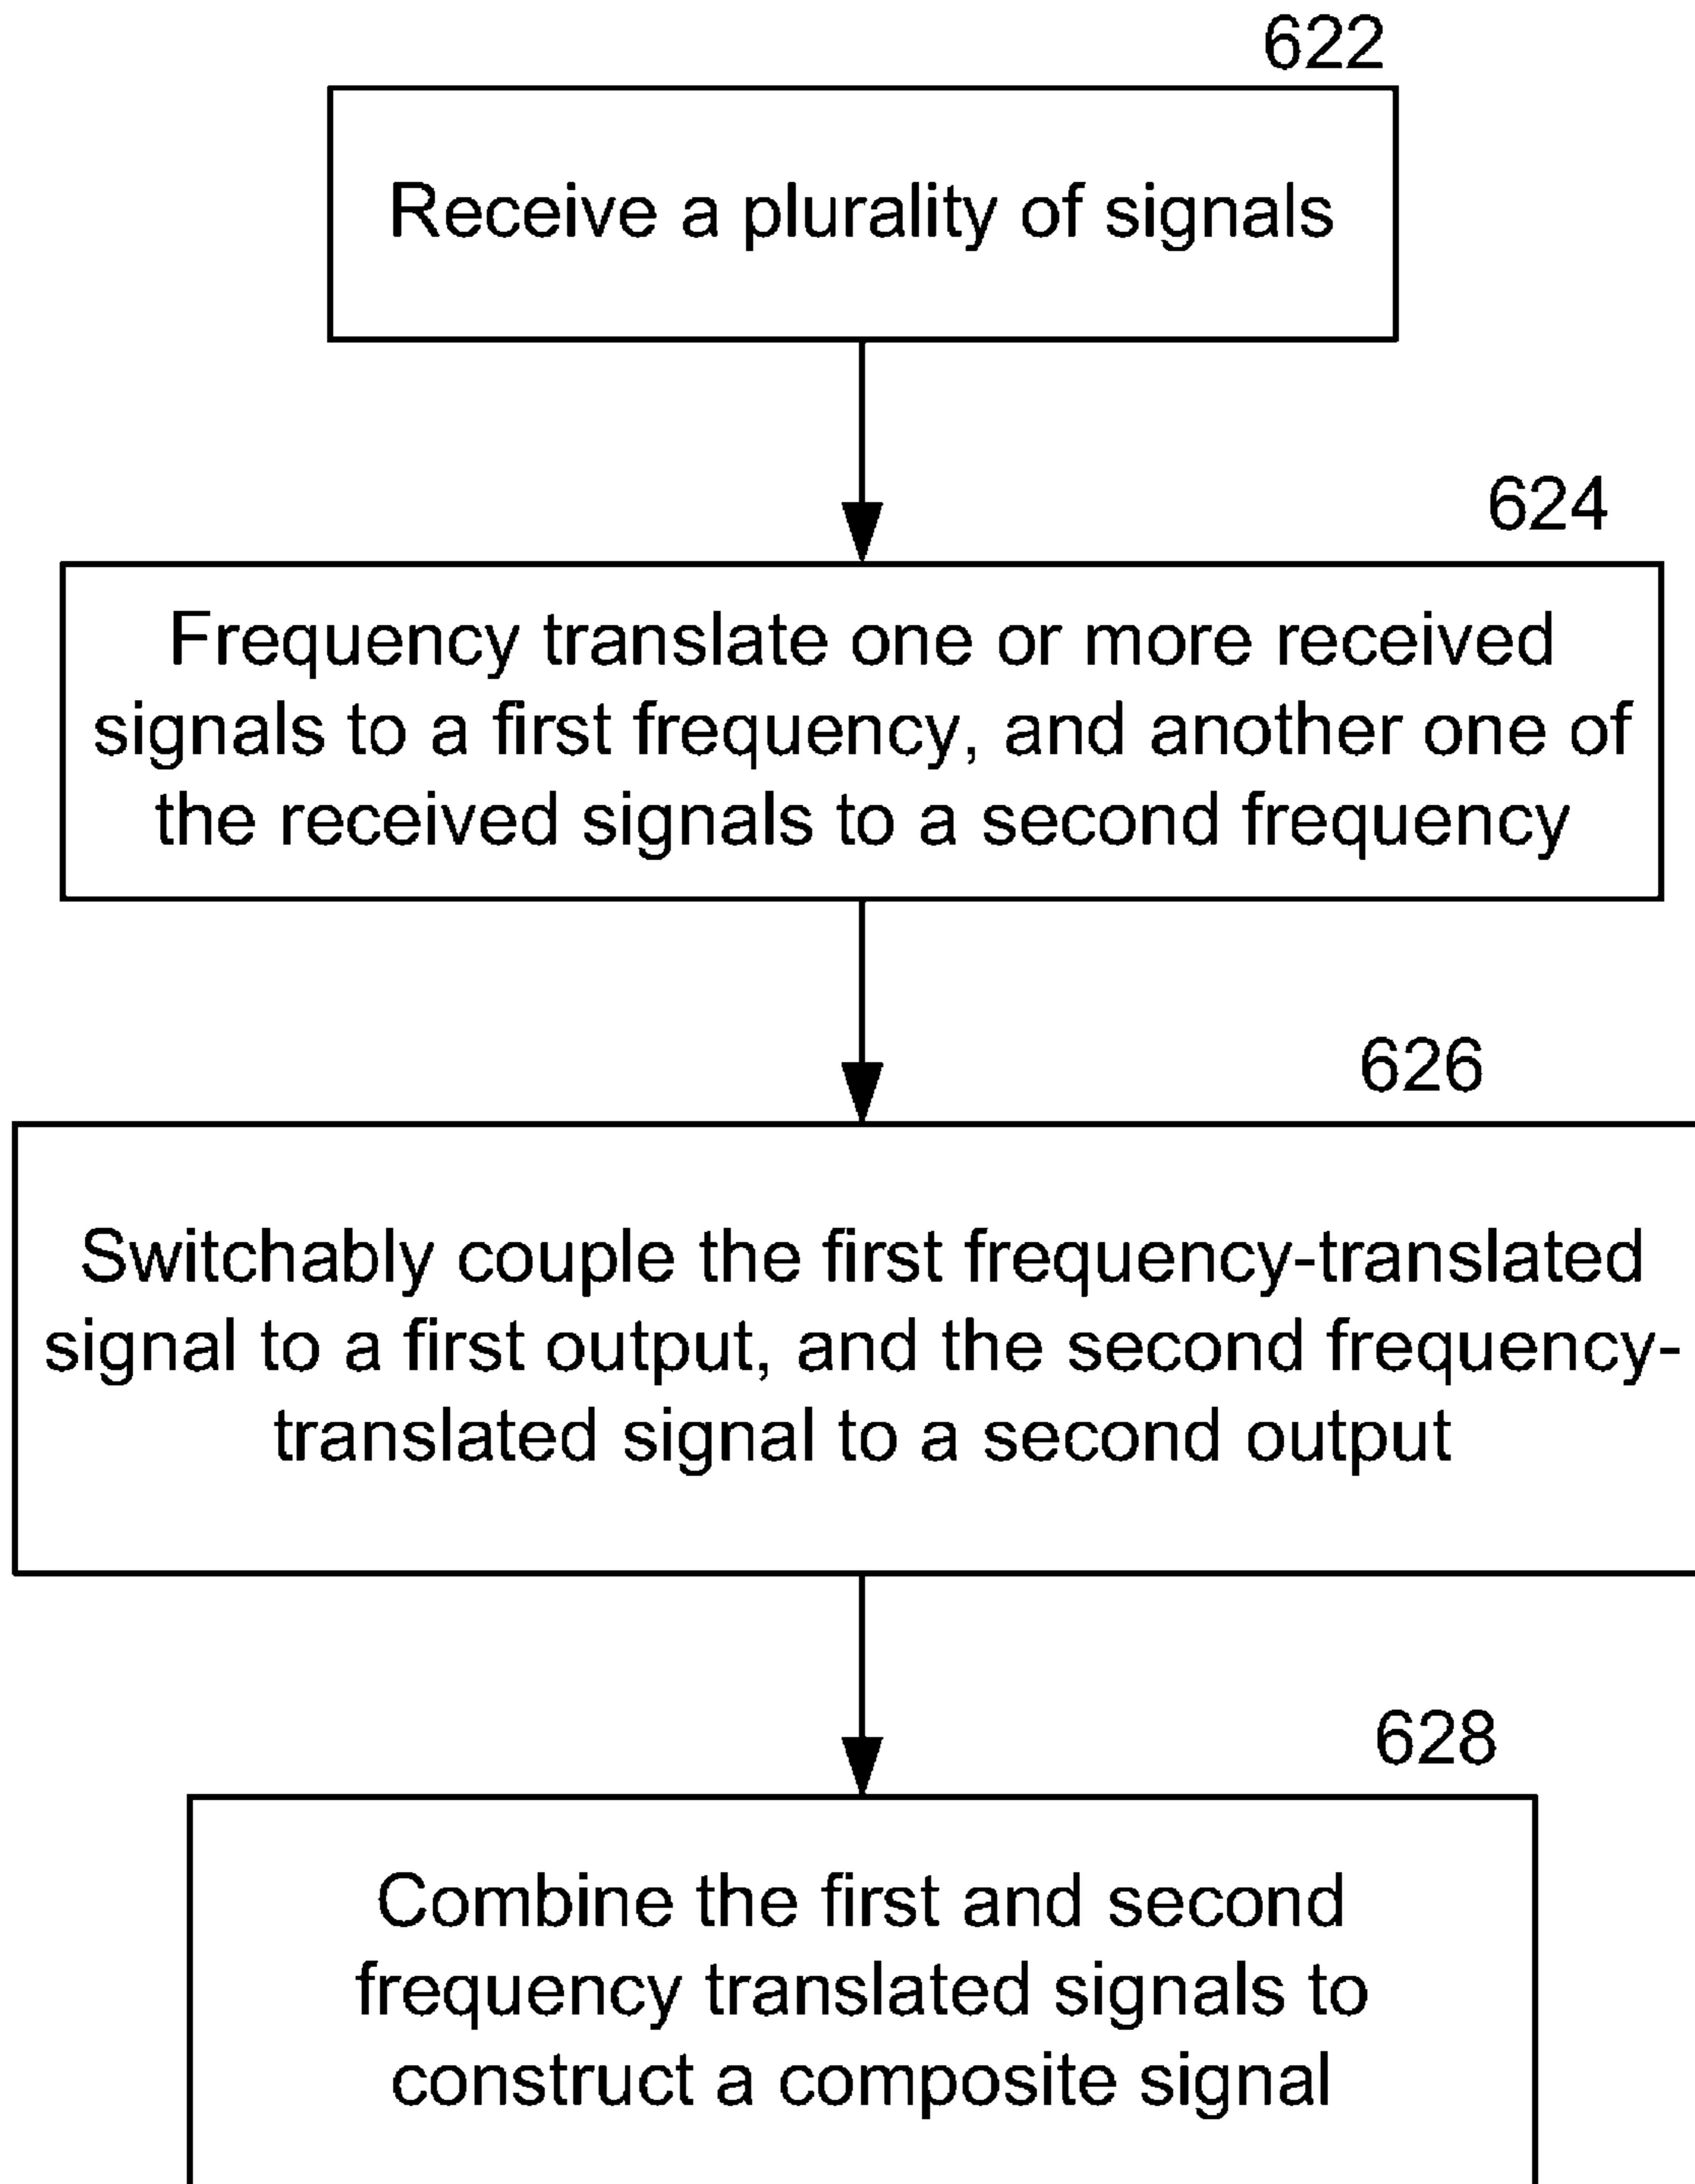 622
Receive a plurality of signals
624
Frequency translate one or more received
signals to a first frequency, and another one of
the received signals to a second frequency
626
Switchably couple the first frequency-translated
signal to a first output, and the second frequency-
translated signal to a second output
628
Combine the first and second
frequency translated signals to
construct a composite signal